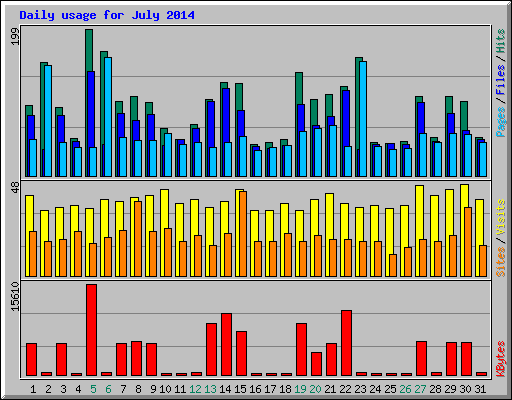 Daily usage for July 2014
199
Pages / Files / Hits
48
Sites / Visits
15610
KBytes
1 2 3 4 5 6 7 8 9 10 11 12 13 14 15 16 17 18 19 20 21 22 23 24 25 26 27 28 29 30 31